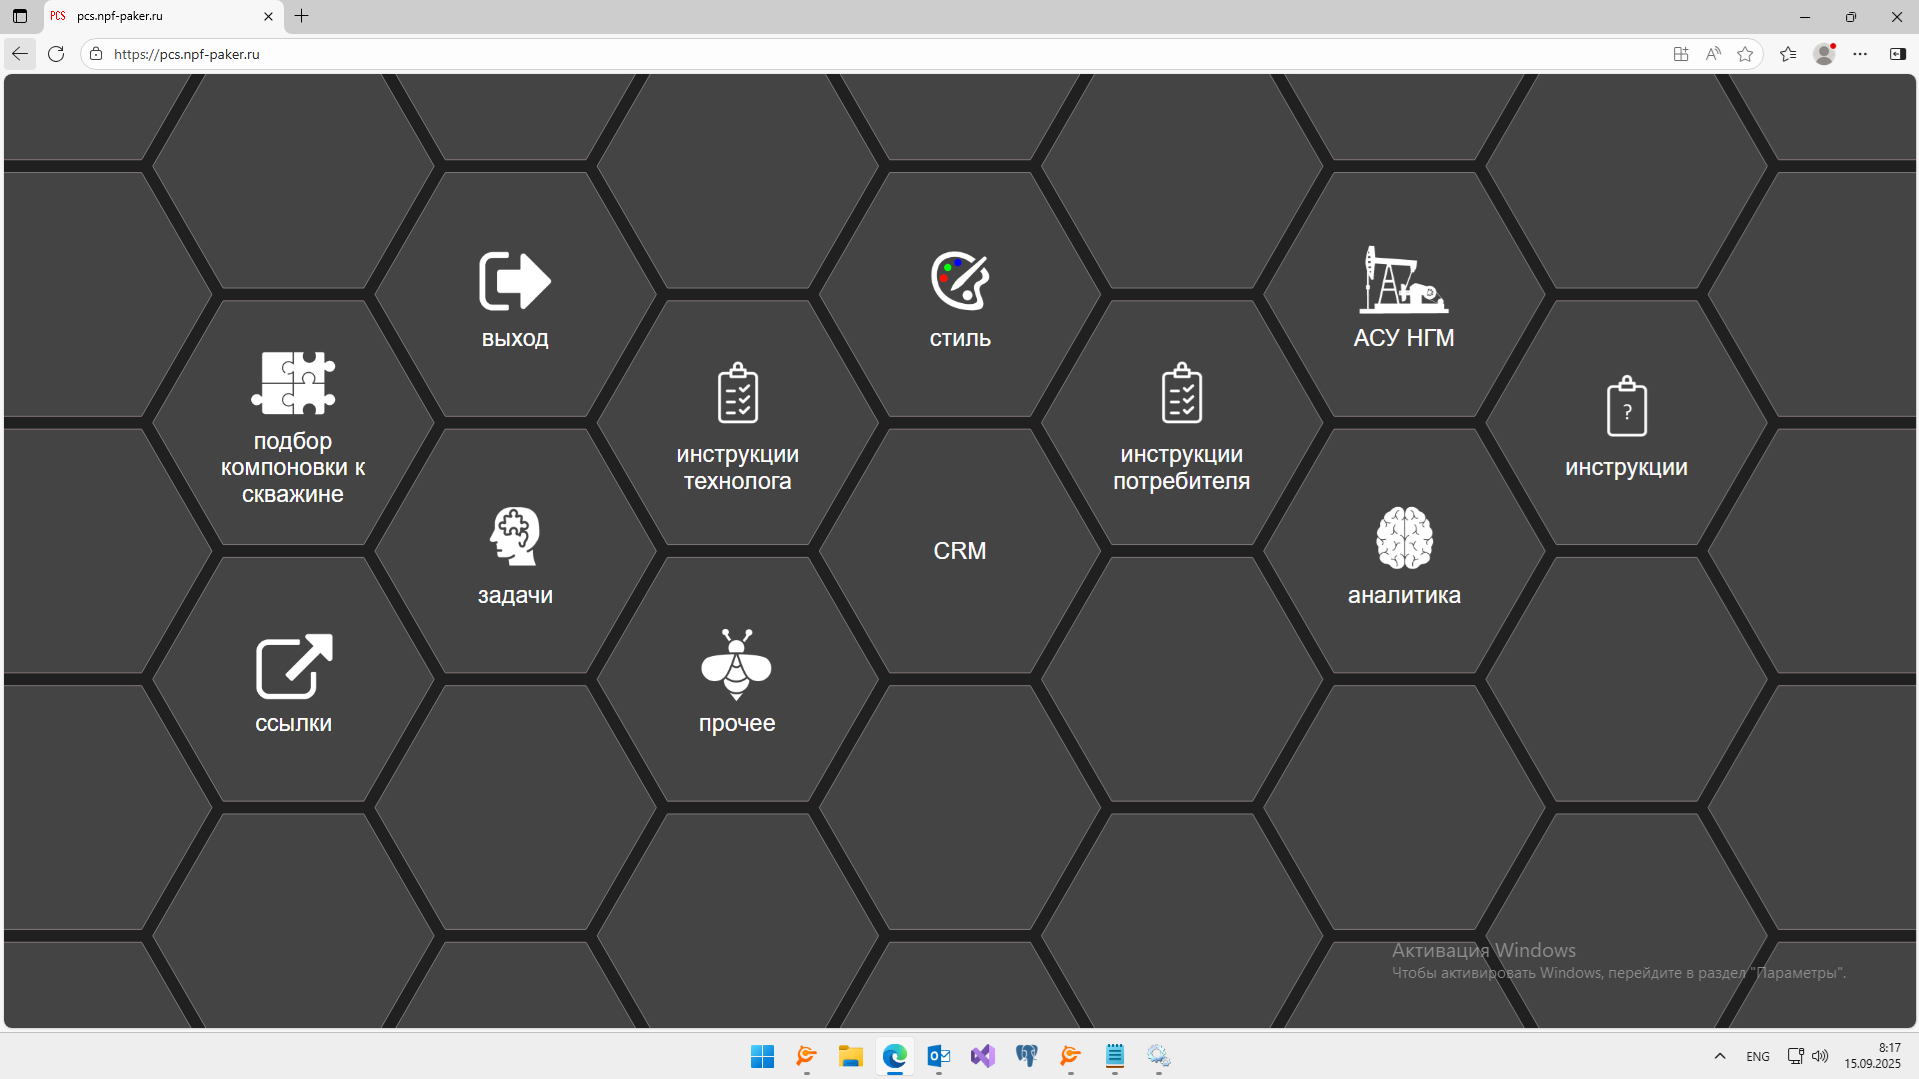 PCS pcs.npf-paker.ru
https://pcs.npf-paker.ru
выход
стиль
АСУ НГМ
подбор
компоновки к
скважине
инструкции
технолога
инструкции
потребителя
?
инструкции
CRM
задачи
аналитика
ссылки
прочее
Активация Windows
Чтобы активировать Windows, перейдите в раздел "Параметры".
ENG
8:17
15.09.2025